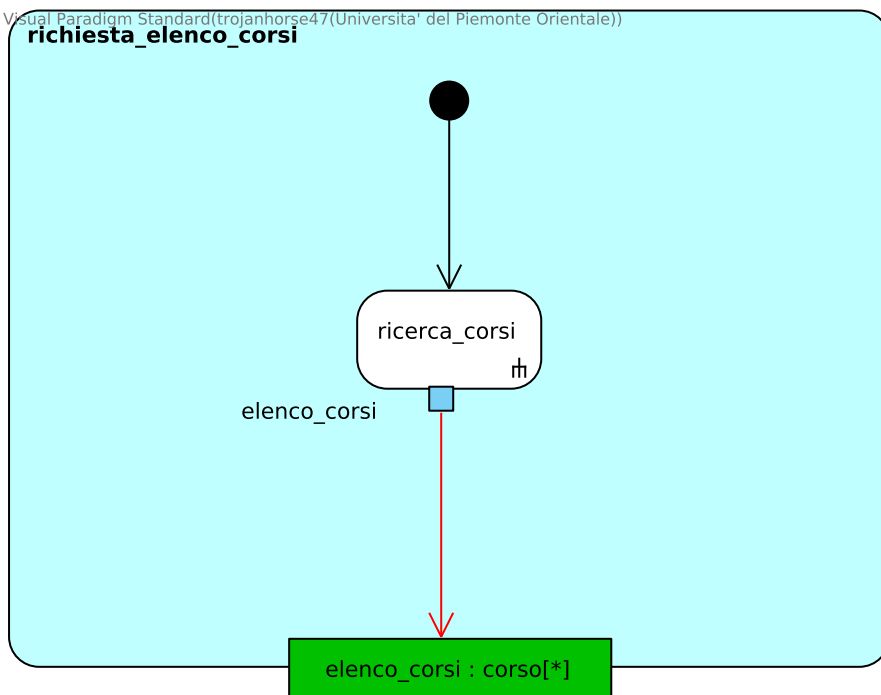 Visual Paradigm Standard(trojanhorse47(Universita' del Piemonte Orientale))
richiesta_elenco_corsi
ricerca_corsi
elenco_corsi
elenco_corsi : corso[*]